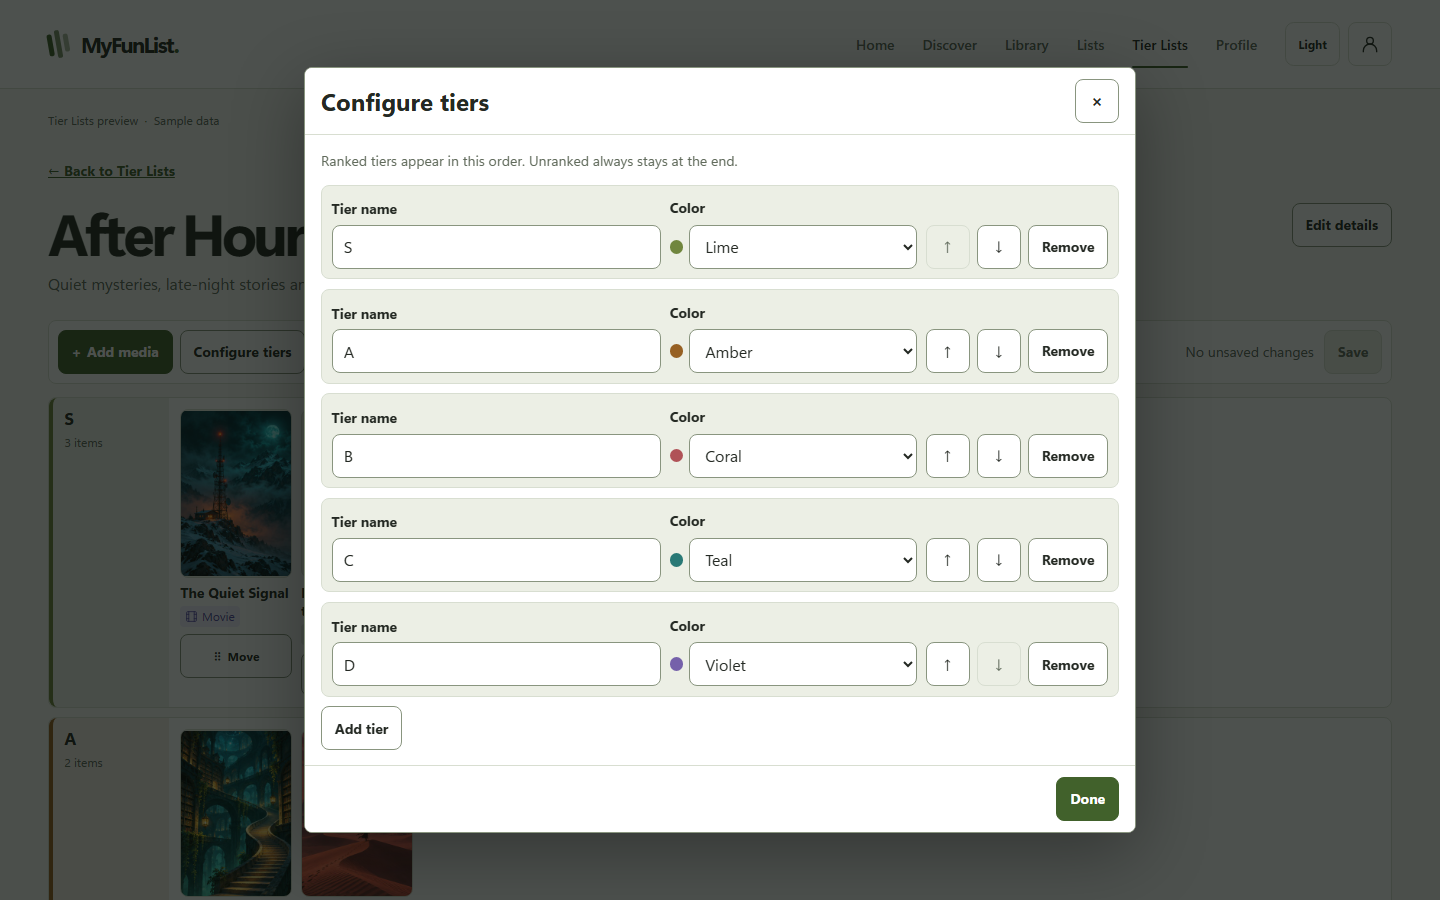 MyFunList.
Home Discover Library Lists Tier Lists Profile Light
Tier Lists preview · Sample data
← Back to Tier Lists
After Hour
Edit details
Quiet mysteries, late-night stories
+ Add media
Configure tiers
No unsaved changes
Save
S
3 items
The Quiet Signal
Movie
⠿ Move
A
2 items
Configure tiers
×
Ranked tiers appear in this order. Unranked always stays at the end.
Tier name Color
S Lime ↑ ↓ Remove
Tier name Color
A Amber ↑ ↓ Remove
Tier name Color
B Coral ↑ ↓ Remove
Tier name Color
C Teal ↑ ↓ Remove
Tier name Color
D Violet ↑ ↓ Remove
Add tier
Done